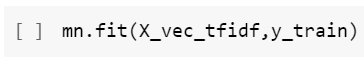 [ ] mn.fit(X_vec_tfidf,y_train)